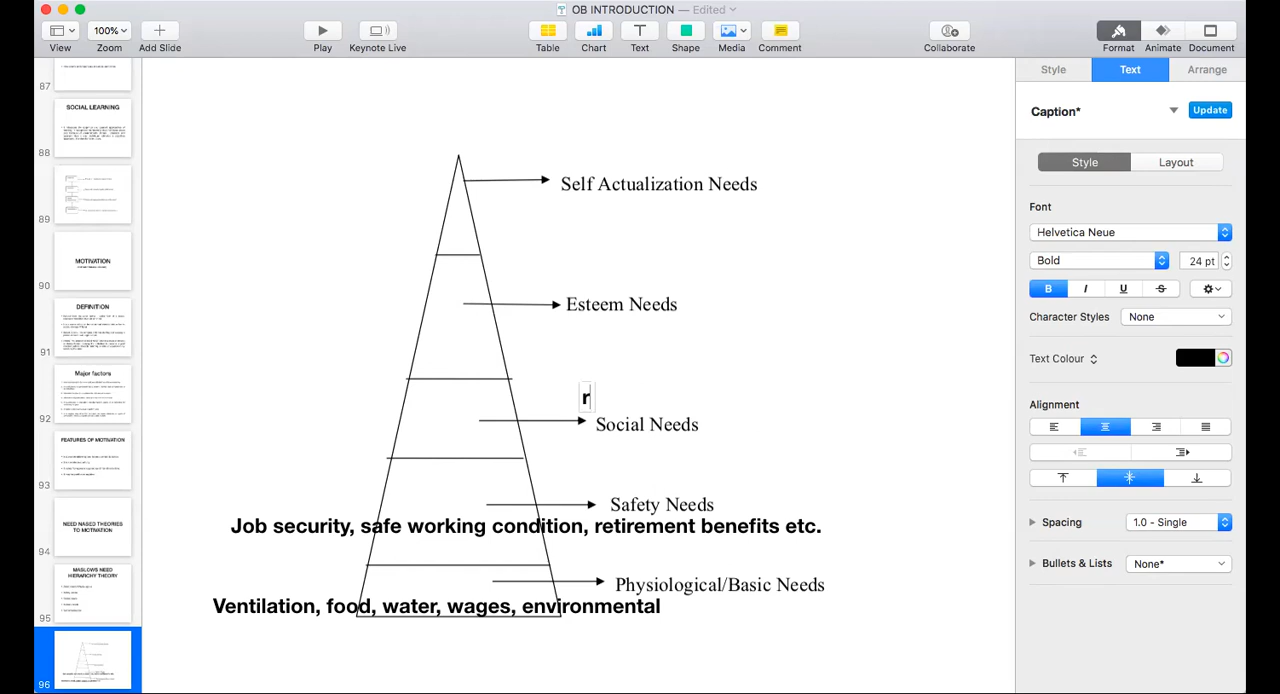 OB INTRODUCTION — Edited
100%
View Zoom Add Slide Play Keynote Live Table Chart Text Shape Media Comment Collaborate Format Animate Document
87
SOCIAL LEARNING
88
89
MOTIVATION
90
DEFINITION
91
Major factors
92
FEATURES OF MOTIVATION
93
NEED NASED THEORIES
TO MOTIVATION
94
MASLOWS NEED
HIERARCHY THEORY
95
96
Self Actualization Needs
Esteem Needs
r
Social Needs
Safety Needs
Job security, safe working condition, retirement benefits etc.
Physiological/Basic Needs
Ventilation, food, water, wages, environmental
Style Text Arrange
Caption* Update
Style Layout
Font
Helvetica Neue
Bold 24 pt
B I U S
Character Styles None
Text Colour
Alignment
Spacing 1.0 - Single
Bullets & Lists None*